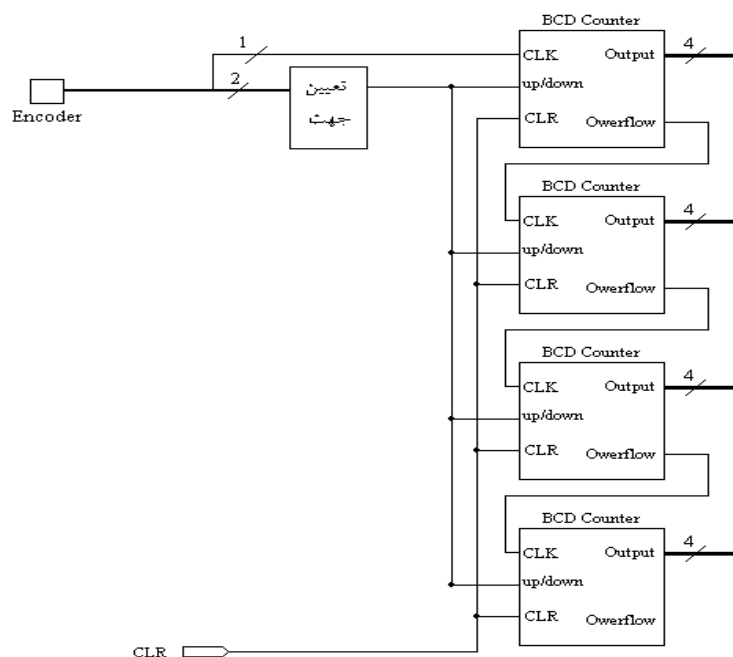 BCD Counter
CLK
Output
4
up/down
CLR
Owerflow
1
2
Encoder
تعیین
جهت
BCD Counter
CLK
Output
4
up/down
CLR
Owerflow
BCD Counter
CLK
Output
4
up/down
CLR
Owerflow
BCD Counter
CLK
Output
4
up/down
CLR
Owerflow
CLR